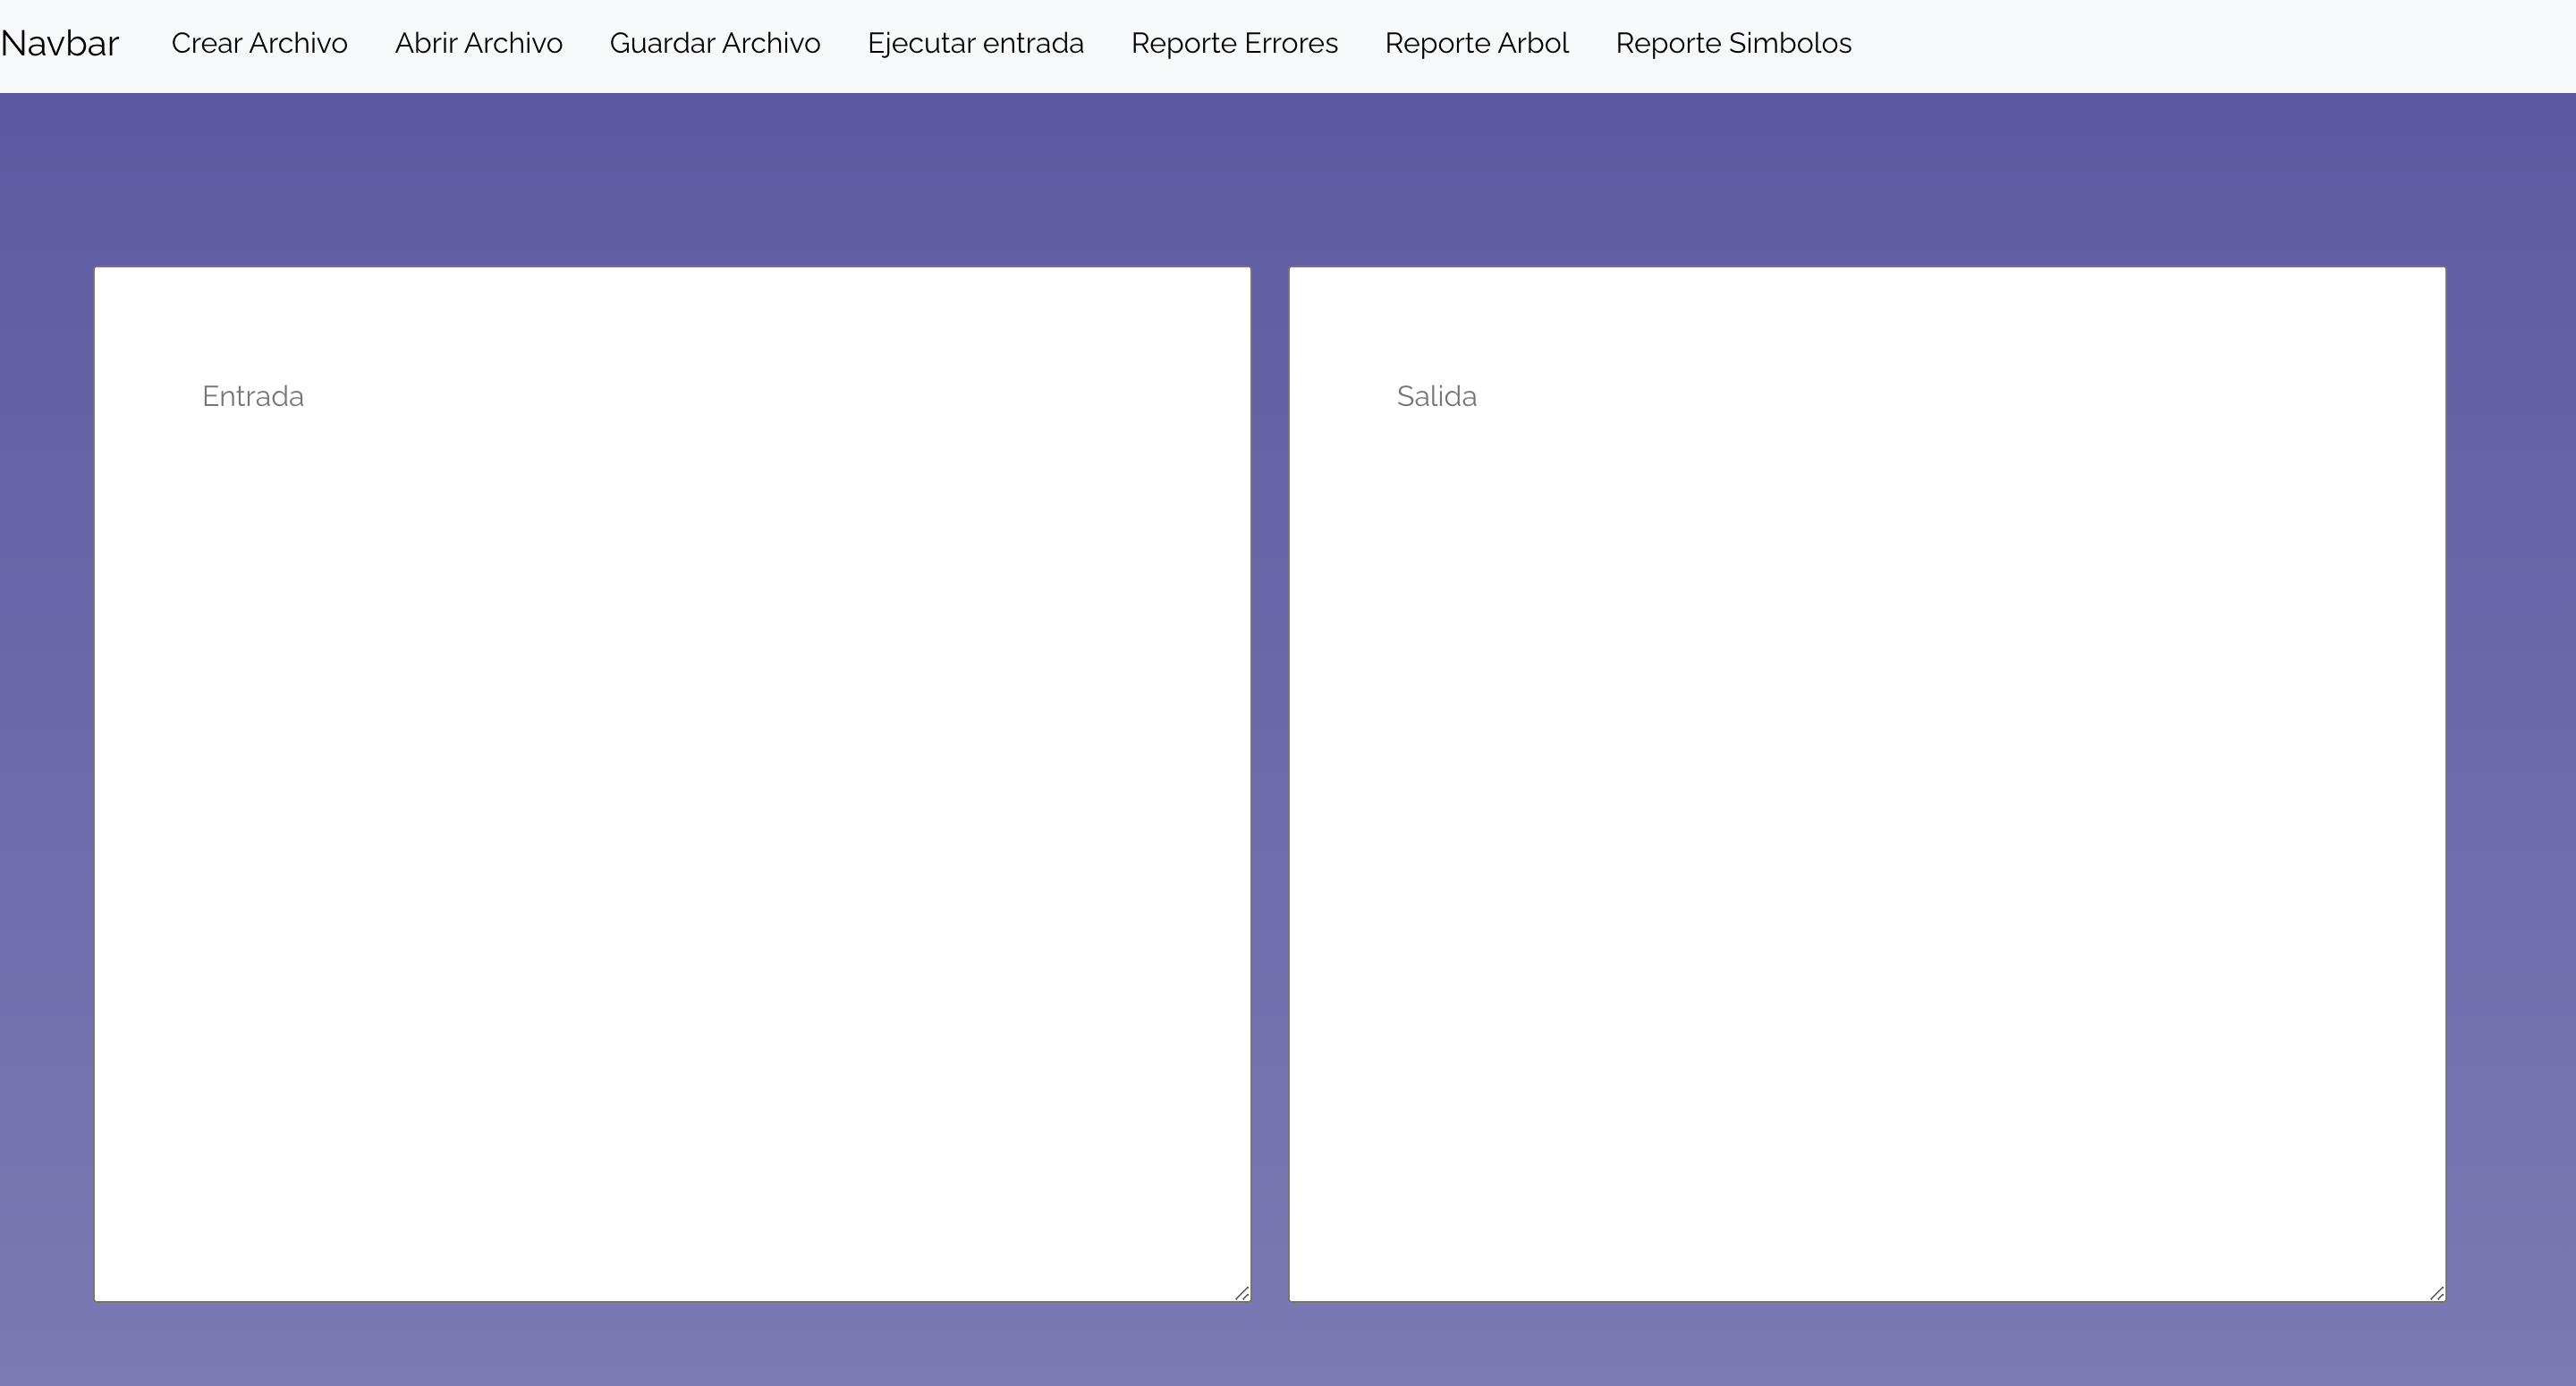 Navbar Crear Archivo Abrir Archivo Guardar Archivo Ejecutar entrada Reporte Errores Reporte Arbol Reporte Simbolos
Entrada
Salida